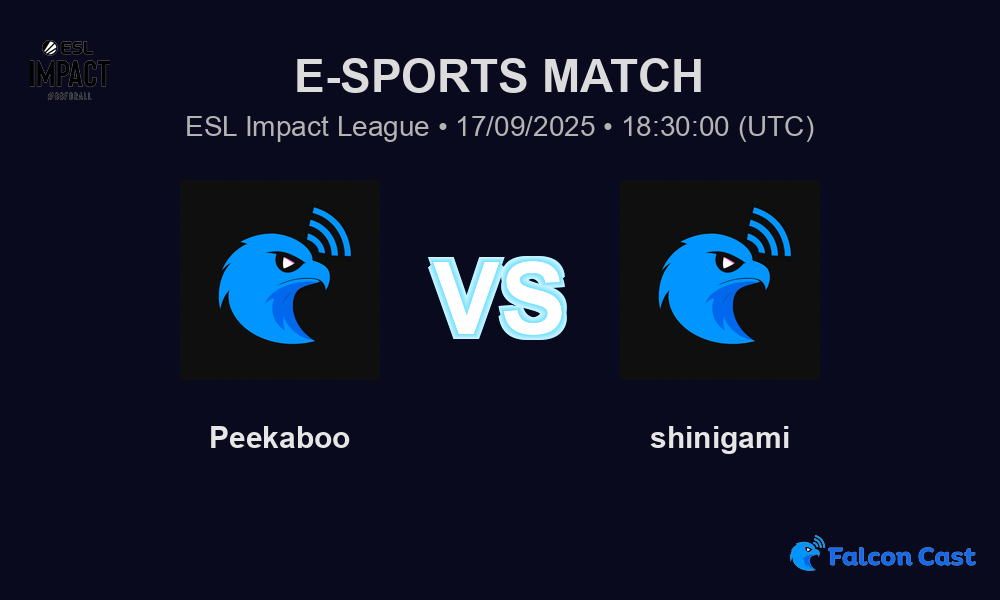 ESL
IMPACT
#GGFORALL
E-SPORTS MATCH
ESL Impact League • 17/09/2025 • 18:30:00 (UTC)
VS
Peekaboo
shinigami
Falcon Cast